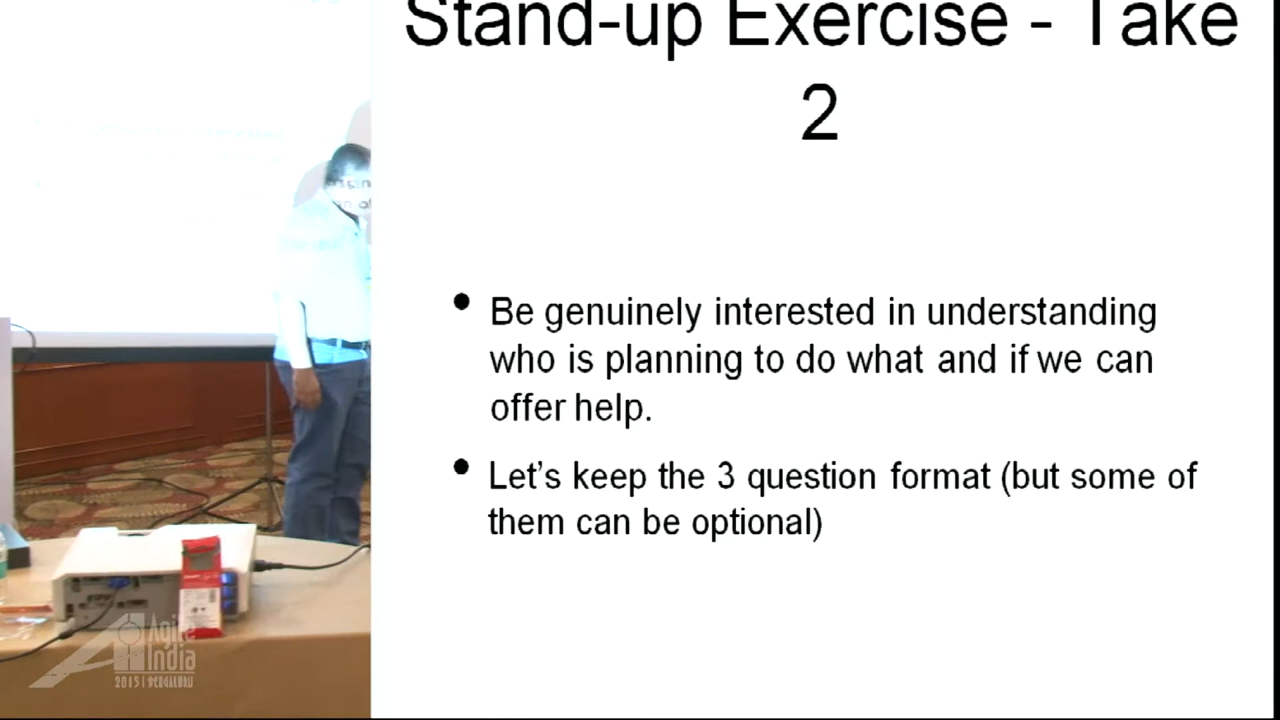 Stand-up Exercise - Take
2
• Be genuinely interested in understanding
who is planning to do what and if we can
offer help.
• Let's keep the 3 question format (but some of
them can be optional)
Agile
India
2015 | BENGALURU